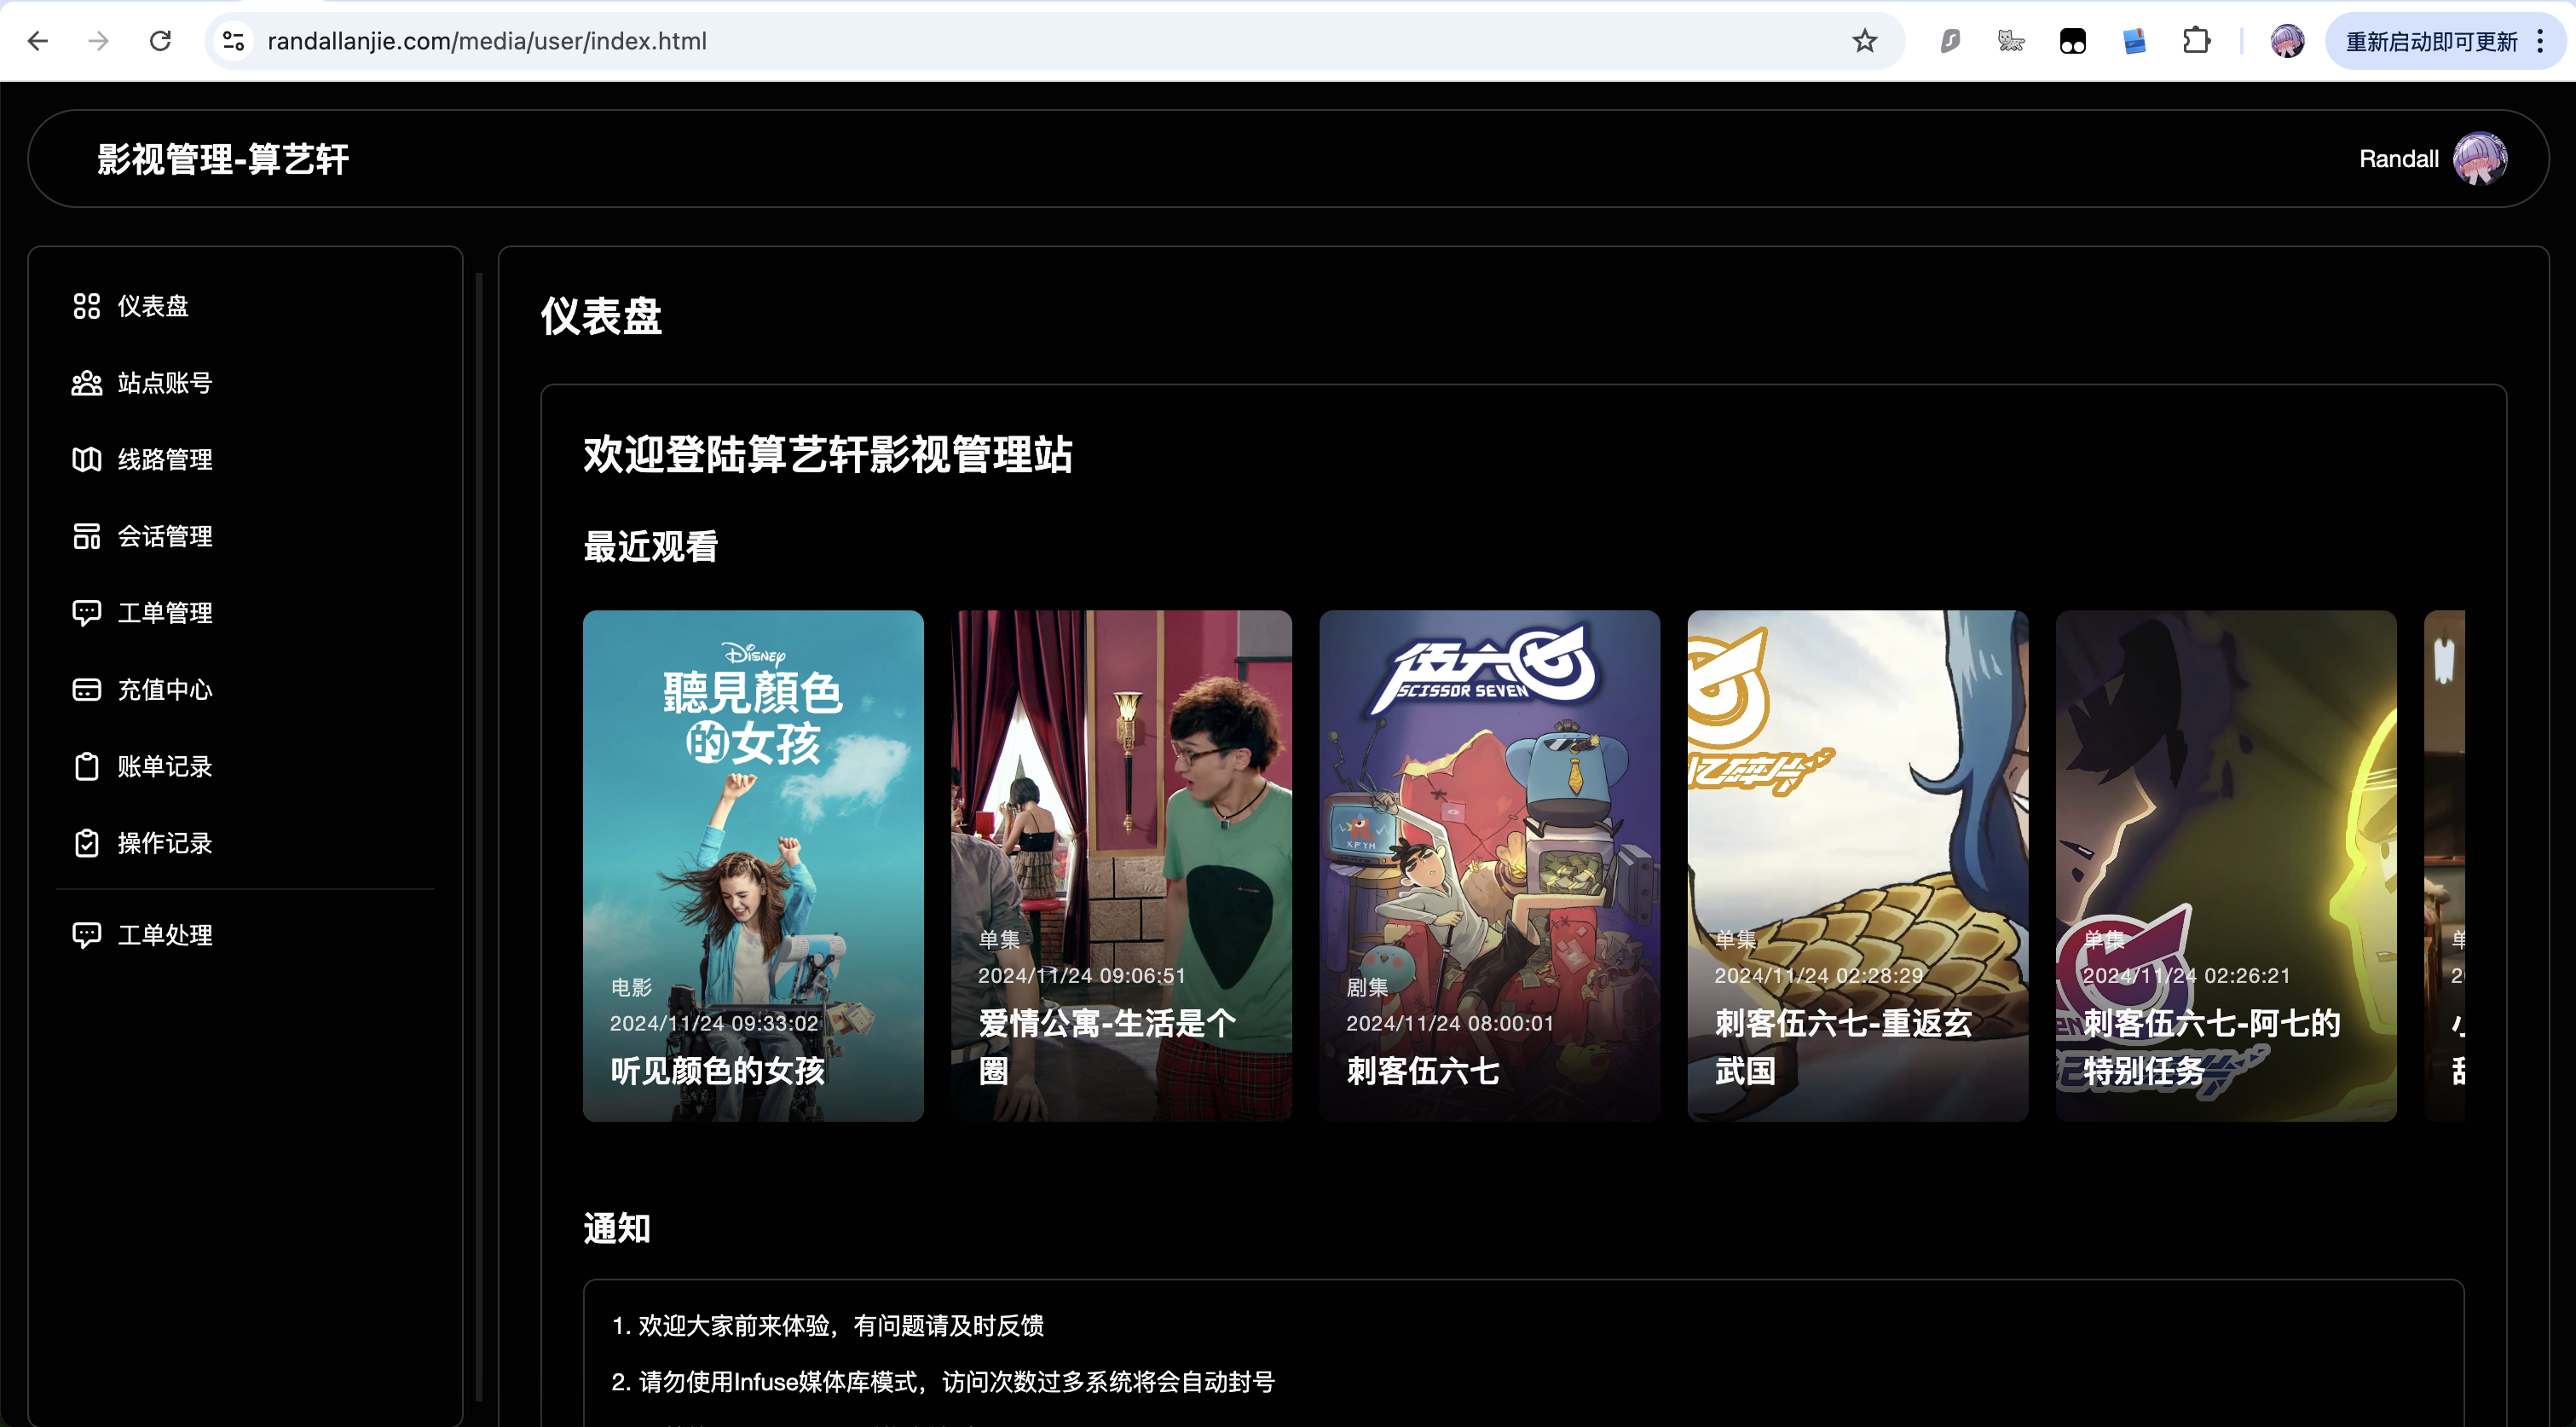 randallanjie.com/media/user/index.html
重新启动即可更新
影视管理-算艺轩
Randall
仪表盘
站点账号
线路管理
会话管理
工单管理
充值中心
账单记录
操作记录
工单处理
仪表盘
欢迎登陆算艺轩影视管理站
最近观看
Disney
聽見顏色
的女孩
电影
2024/11/24 09:33:02
听见颜色的女孩
单集
2024/11/24 09:06:51
爱情公寓-生活是个
圈
伍六七
SCISSOR SEVEN
XFYH
剧集
2024/11/24 08:00:01
刺客伍六七
忆碎片
单集
2024/11/24 02:28:29
刺客伍六七-重返玄
武国
单集
2024/11/24 02:26:21
刺客伍六七-阿七的
特别任务
通知
1. 欢迎大家前来体验，有问题请及时反馈
2. 请勿使用Infuse媒体库模式，访问次数过多系统将会自动封号